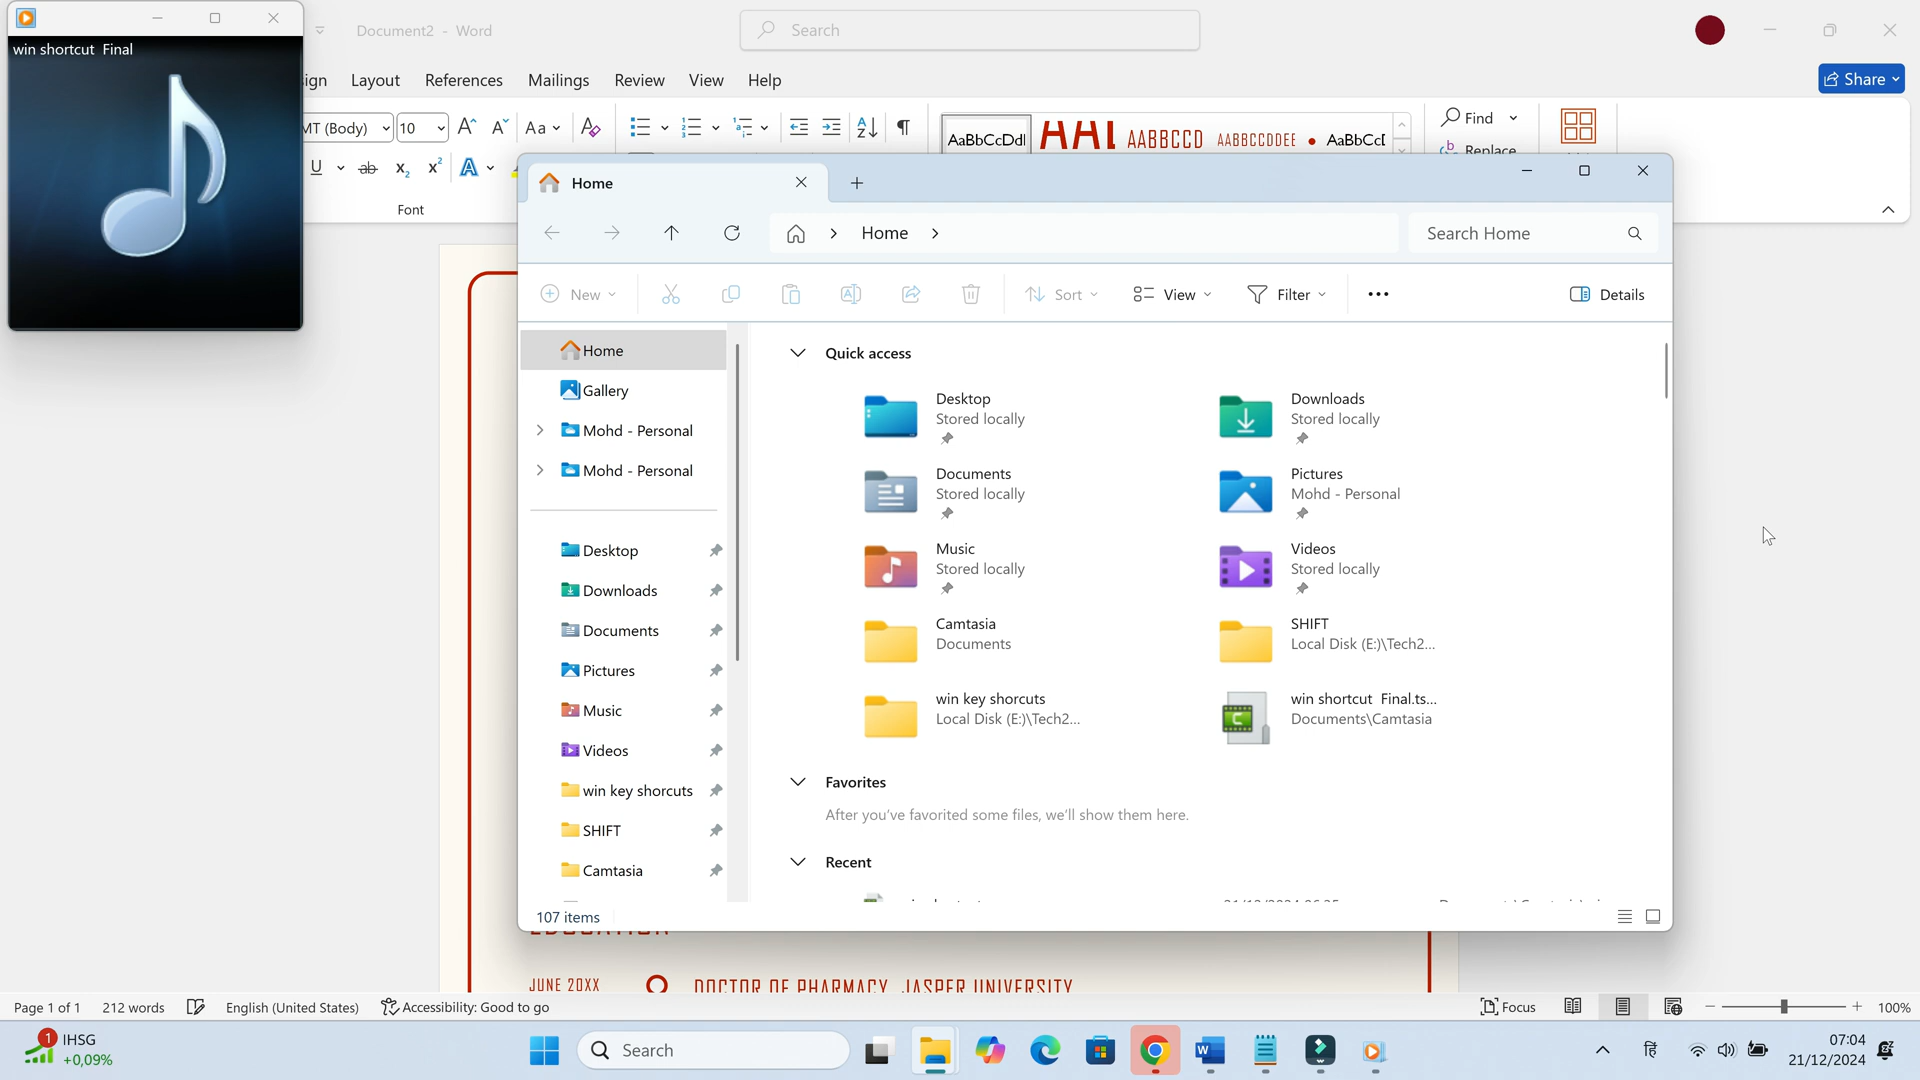 win shortcut  Final
Document2  -  Word
Search
ign
Layout
References
Mailings
Review
View
Help
Share
MT (Body)
10
Aa
AaBbCcDdI
AABBCCD
AABBCCDDEE
AaBbCcI
Find
Replace
Font
Home
Home
Search Home
New
Sort
View
Filter
Details
Home
Gallery
Mohd - Personal
Mohd - Personal
Desktop
Downloads
Documents
Pictures
Music
Videos
win key shorcuts
SHIFT
Camtasia
Quick access
Desktop
Stored locally
Downloads
Stored locally
Documents
Stored locally
Pictures
Mohd - Personal
Music
Stored locally
Videos
Stored locally
Camtasia
Documents
SHIFT
Local Disk (E:)\Tech2...
win key shorcuts
Local Disk (E:)\Tech2...
win shortcut  Final.ts...
Documents\Camtasia
Favorites
After you've favorited some files, we'll show them here.
Recent
107 items
EDUCATION
JUNE 20XX
DOCTOR OF PHARMACY, JASPER UNIVERSITY
Page 1 of 1
212 words
English (United States)
Accessibility: Good to go
Focus
100%
1
IHSG
+0,09%
Search
हिं
07:04
21/12/2024